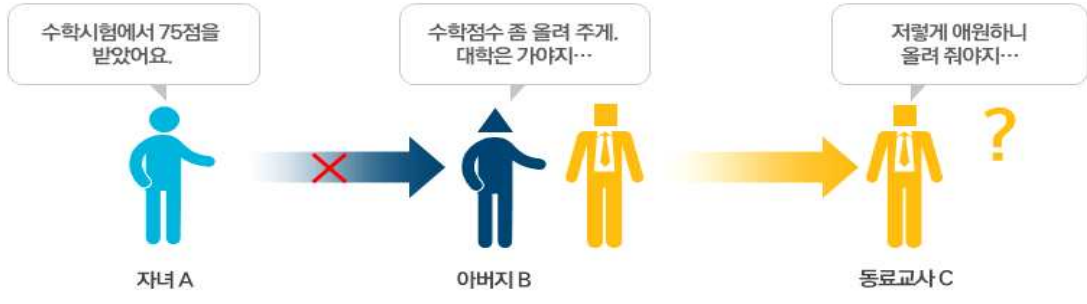 수학시험에서 75점을
받았어요.
수학점수 좀 올려 주게.
대학은 가야지…
저렇게 애원하니
올려 줘야지…
?
자녀 A
아버지 B
동료교사 C